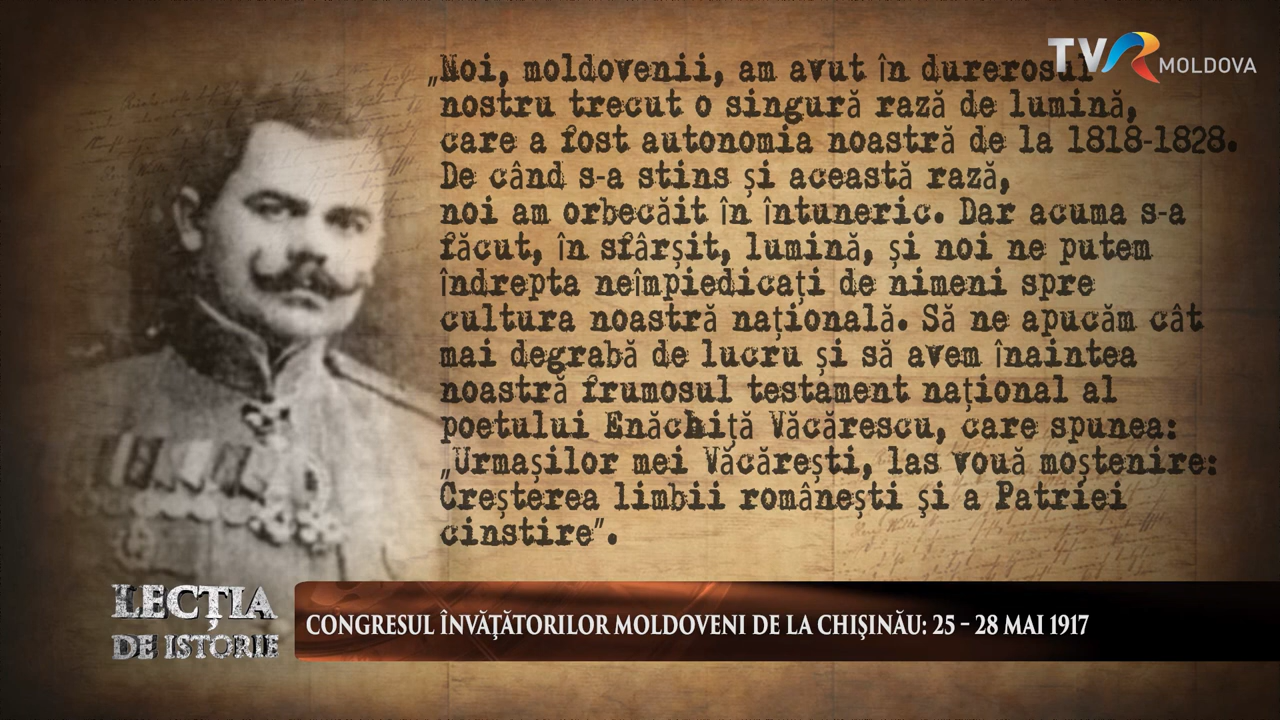 TVR MOLDOVA
„Noi, moldovenii, am avut în durerosul
nostru trecut o singură rază de lumină,
care a fost autonomia noastră de la 1818-1828.
De când s-a stins și această rază,
noi am orbecăit în întuneric. Dar acuma s-a
făcut, în sfârșit, lumină, și noi ne putem
îndrepta neîmpiedicați de nimeni spre
cultura noastră națională. Să ne apucăm cât
mai degrabă de lucru și să avem înaintea
noastră frumosul testament național al
poetului Enăchiță Văcărescu, care spunea:
„Urmașilor mei Văcărești, las vouă moștenire:
Creșterea limbii românești și a Patriei
cinstire”.
LECȚIA
DE ISTORIE
CONGRESUL ÎNVĂŢĂTORILOR MOLDOVENI DE LA CHIŞINĂU: 25 – 28 MAI 1917